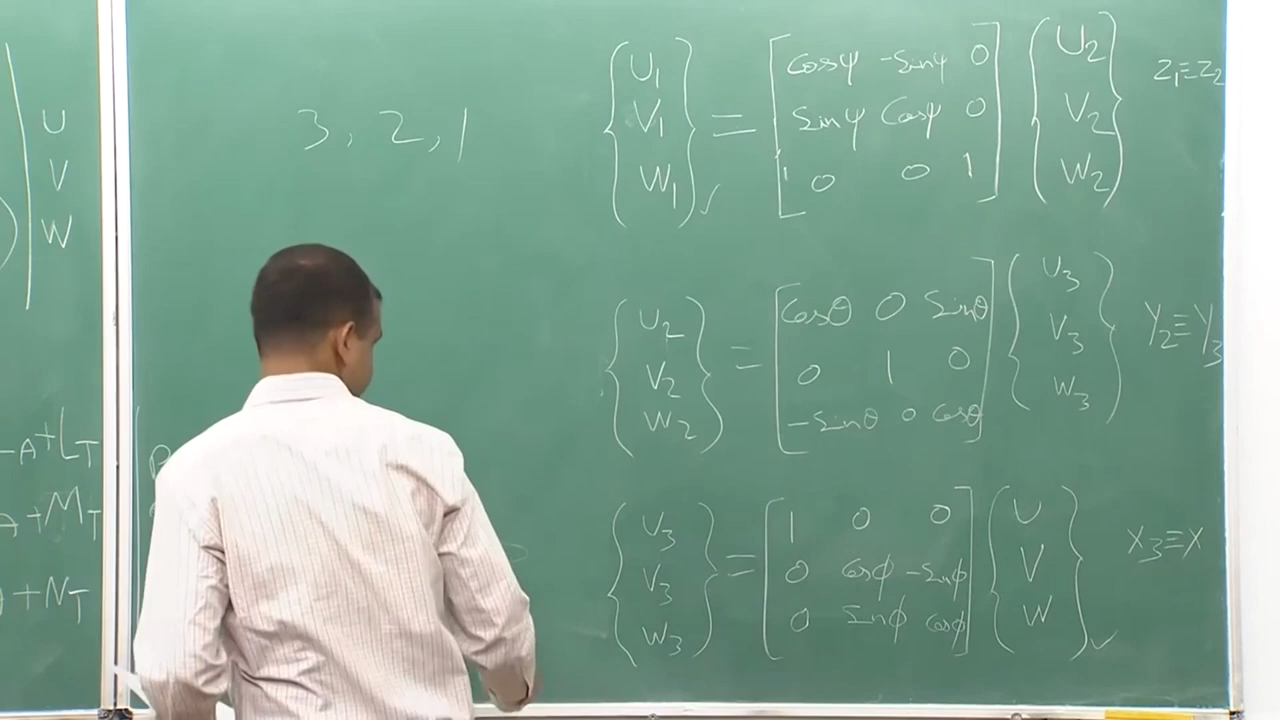 U
V
W
-A+LT
A+MT
+NT
3, 2, 1
{U1 V1 W1} = [cosψ -sinψ 0
sinψ cosψ 0
0 0 1] {U2 V2 W2} z1≡z2
{U2 V2 W2} = [cosθ 0 sinθ
0 1 0
-sinθ 0 cosθ] {U3 V3 W3} Y2≡Y3
{U3 V3 W3} = [1 0 0
0 cosφ -sinφ
0 sinφ cosφ] {U V W} X3≡X